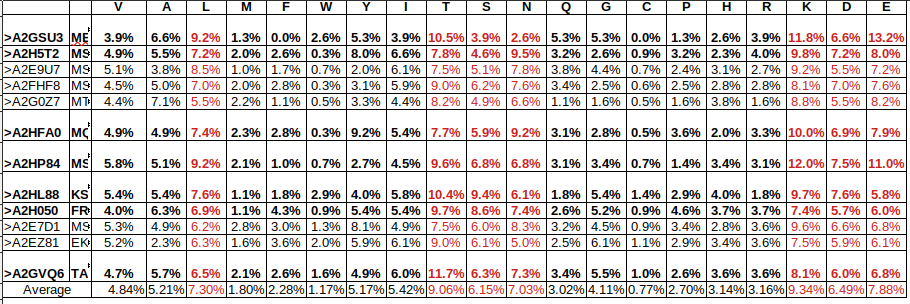 V A L M F W Y I T S N Q G C P H R K D E
>A2GSU3 ME 3.9% 6.6% 9.2% 1.3% 0.0% 2.6% 5.3% 3.9% 10.5% 3.9% 2.6% 5.3% 5.3% 0.0% 1.3% 2.6% 3.9% 11.8% 6.6% 13.2%
>A2H5T2 MS 4.9% 5.5% 7.2% 2.0% 2.6% 0.3% 8.0% 6.6% 7.8% 4.6% 9.5% 3.2% 2.6% 0.9% 3.2% 2.3% 4.0% 9.8% 7.2% 8.0%
>A2E9U7 MS 5.1% 3.8% 8.5% 1.0% 1.7% 0.7% 2.0% 6.1% 7.5% 5.1% 7.8% 3.8% 4.4% 0.7% 2.4% 3.1% 2.7% 9.2% 5.5% 7.2%
>A2FHF8 MS 4.5% 5.0% 7.0% 2.0% 2.8% 0.3% 3.1% 5.9% 9.0% 6.2% 7.6% 3.4% 2.5% 0.6% 2.5% 2.8% 2.8% 8.1% 7.0% 7.6%
>A2G0Z7 MT 4.4% 7.1% 5.5% 2.2% 1.1% 0.5% 3.3% 4.4% 8.2% 4.9% 6.6% 1.1% 1.6% 0.5% 1.6% 3.8% 1.6% 8.8% 5.5% 8.2%
>A2HFA0 MQ 4.9% 4.9% 7.4% 2.3% 2.8% 0.3% 9.2% 5.4% 7.7% 5.9% 9.2% 3.1% 2.8% 0.5% 3.6% 2.0% 3.3% 10.0% 6.9% 7.9%
>A2HP84 MS 5.8% 5.1% 9.2% 2.1% 1.0% 0.7% 2.7% 4.5% 9.6% 6.8% 6.8% 3.1% 3.4% 0.7% 1.4% 3.4% 3.1% 12.0% 7.5% 11.0%
>A2HL88 KS 5.4% 5.4% 7.6% 1.1% 1.8% 2.9% 4.0% 5.8% 10.4% 9.4% 6.1% 1.8% 5.4% 1.4% 2.9% 4.0% 1.8% 9.7% 7.6% 5.8%
>A2H050 FR 4.0% 6.3% 6.9% 1.1% 4.3% 0.9% 5.4% 5.4% 9.7% 8.6% 7.4% 2.6% 5.2% 0.9% 4.6% 3.7% 3.7% 7.4% 5.7% 6.0%
>A2E7D1 MS 5.3% 4.9% 6.2% 2.8% 3.0% 1.3% 8.1% 4.9% 7.5% 6.0% 8.3% 3.2% 4.5% 0.9% 3.4% 2.8% 3.6% 9.6% 6.6% 6.8%
>A2EZ81 EK 5.2% 2.3% 6.3% 1.6% 3.6% 2.0% 5.9% 6.1% 9.0% 6.1% 5.0% 2.5% 6.1% 1.1% 2.9% 3.4% 3.6% 7.5% 5.9% 6.1%
>A2GVQ6 TA 4.7% 5.7% 6.5% 2.1% 2.6% 1.6% 4.9% 6.0% 11.7% 6.3% 7.3% 3.4% 5.5% 1.0% 2.6% 3.6% 3.6% 8.1% 6.0% 6.8%
Average 4.84% 5.21% 7.30% 1.80% 2.28% 1.17% 5.17% 5.42% 9.06% 6.15% 7.03% 3.02% 4.11% 0.77% 2.70% 3.14% 3.16% 9.34% 6.49% 7.88%